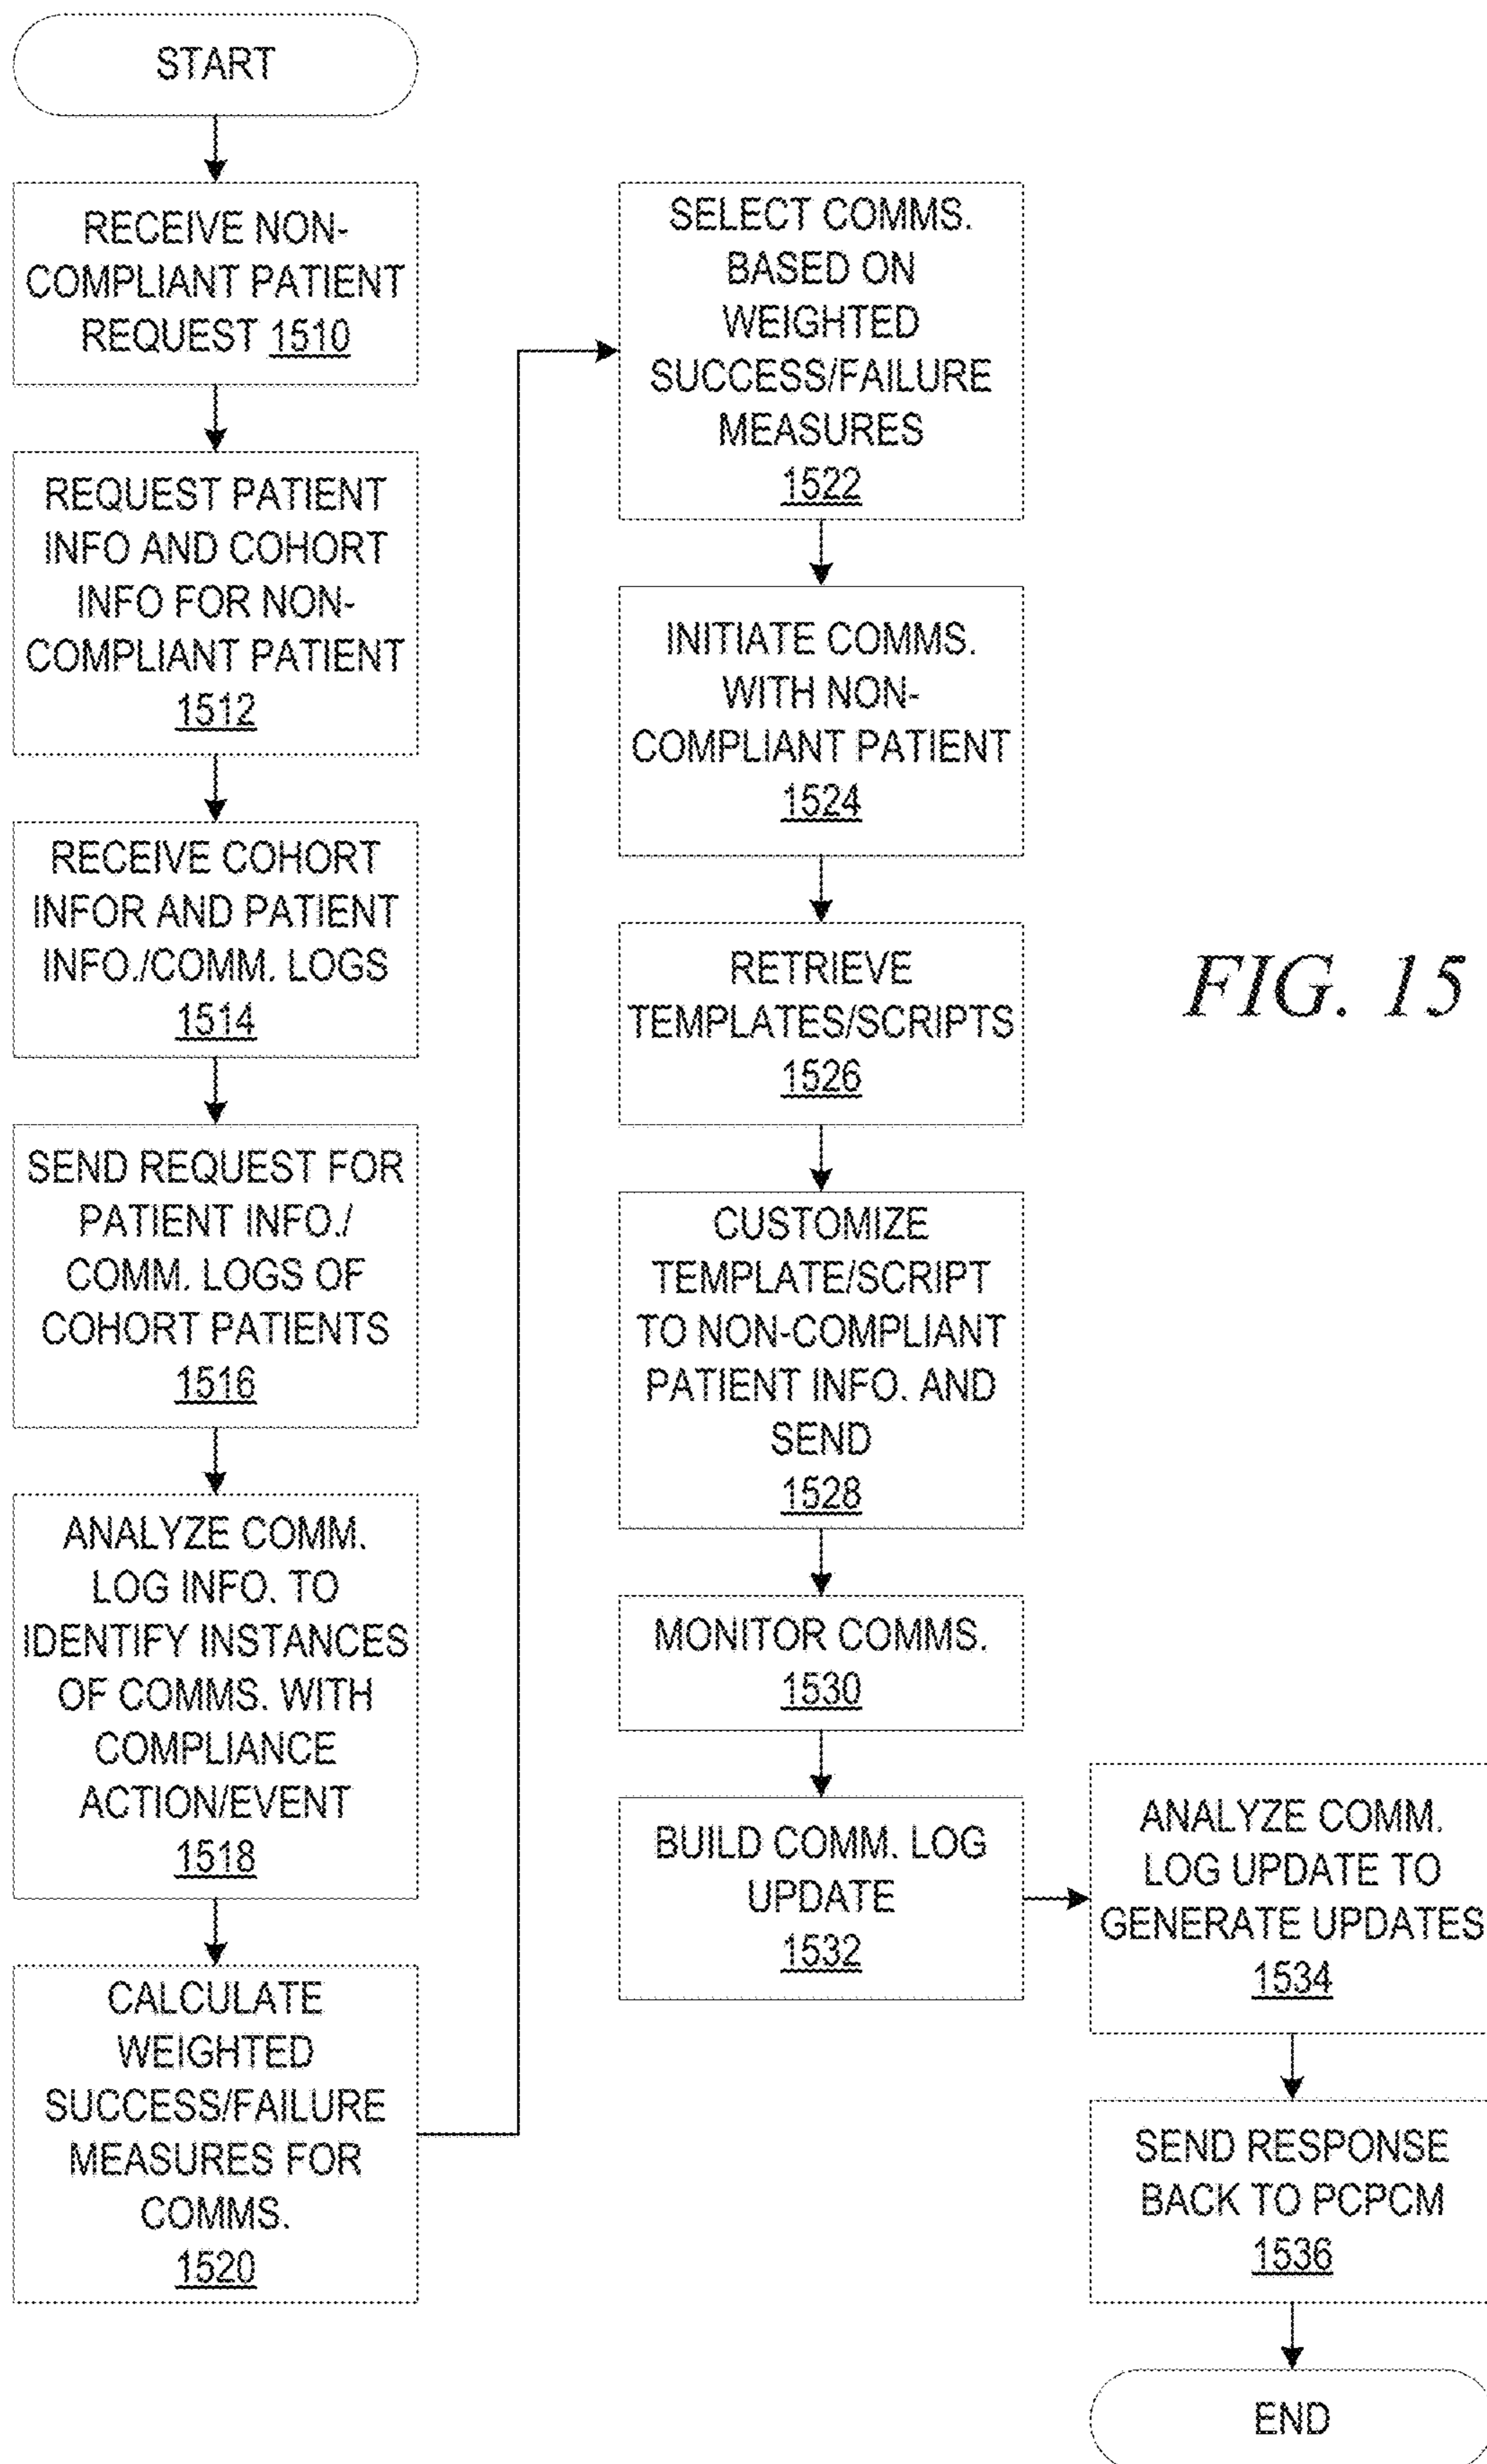 START
RECEIVE NON-
COMPLIANT PATIENT
REQUEST 1510
REQUEST PATIENT
INFO AND COHORT
INFO FOR NON-
COMPLIANT PATIENT
1512
RECEIVE COHORT
INFOR AND PATIENT
INFO./COMM. LOGS
1514
SEND REQUEST FOR
PATIENT INFO./
COMM. LOGS OF
COHORT PATIENTS
1516
ANALYZE COMM.
LOG INFO. TO
IDENTIFY INSTANCES
OF COMMS. WITH
COMPLIANCE
ACTION/EVENT
1518
CALCULATE
WEIGHTED
SUCCESS/FAILURE
MEASURES FOR
COMMS.
1520
SELECT COMMS.
BASED ON
WEIGHTED
SUCCESS/FAILURE
MEASURES
1522
INITIATE COMMS.
WITH NON-
COMPLIANT PATIENT
1524
RETRIEVE
TEMPLATES/SCRIPTS
1526
CUSTOMIZE
TEMPLATE/SCRIPT
TO NON-COMPLIANT
PATIENT INFO. AND
SEND
1528
MONITOR COMMS.
1530
BUILD COMM. LOG
UPDATE
1532
ANALYZE COMM.
LOG UPDATE TO
GENERATE UPDATES
1534
SEND RESPONSE
BACK TO PCPCM
1536
END
FIG. 15